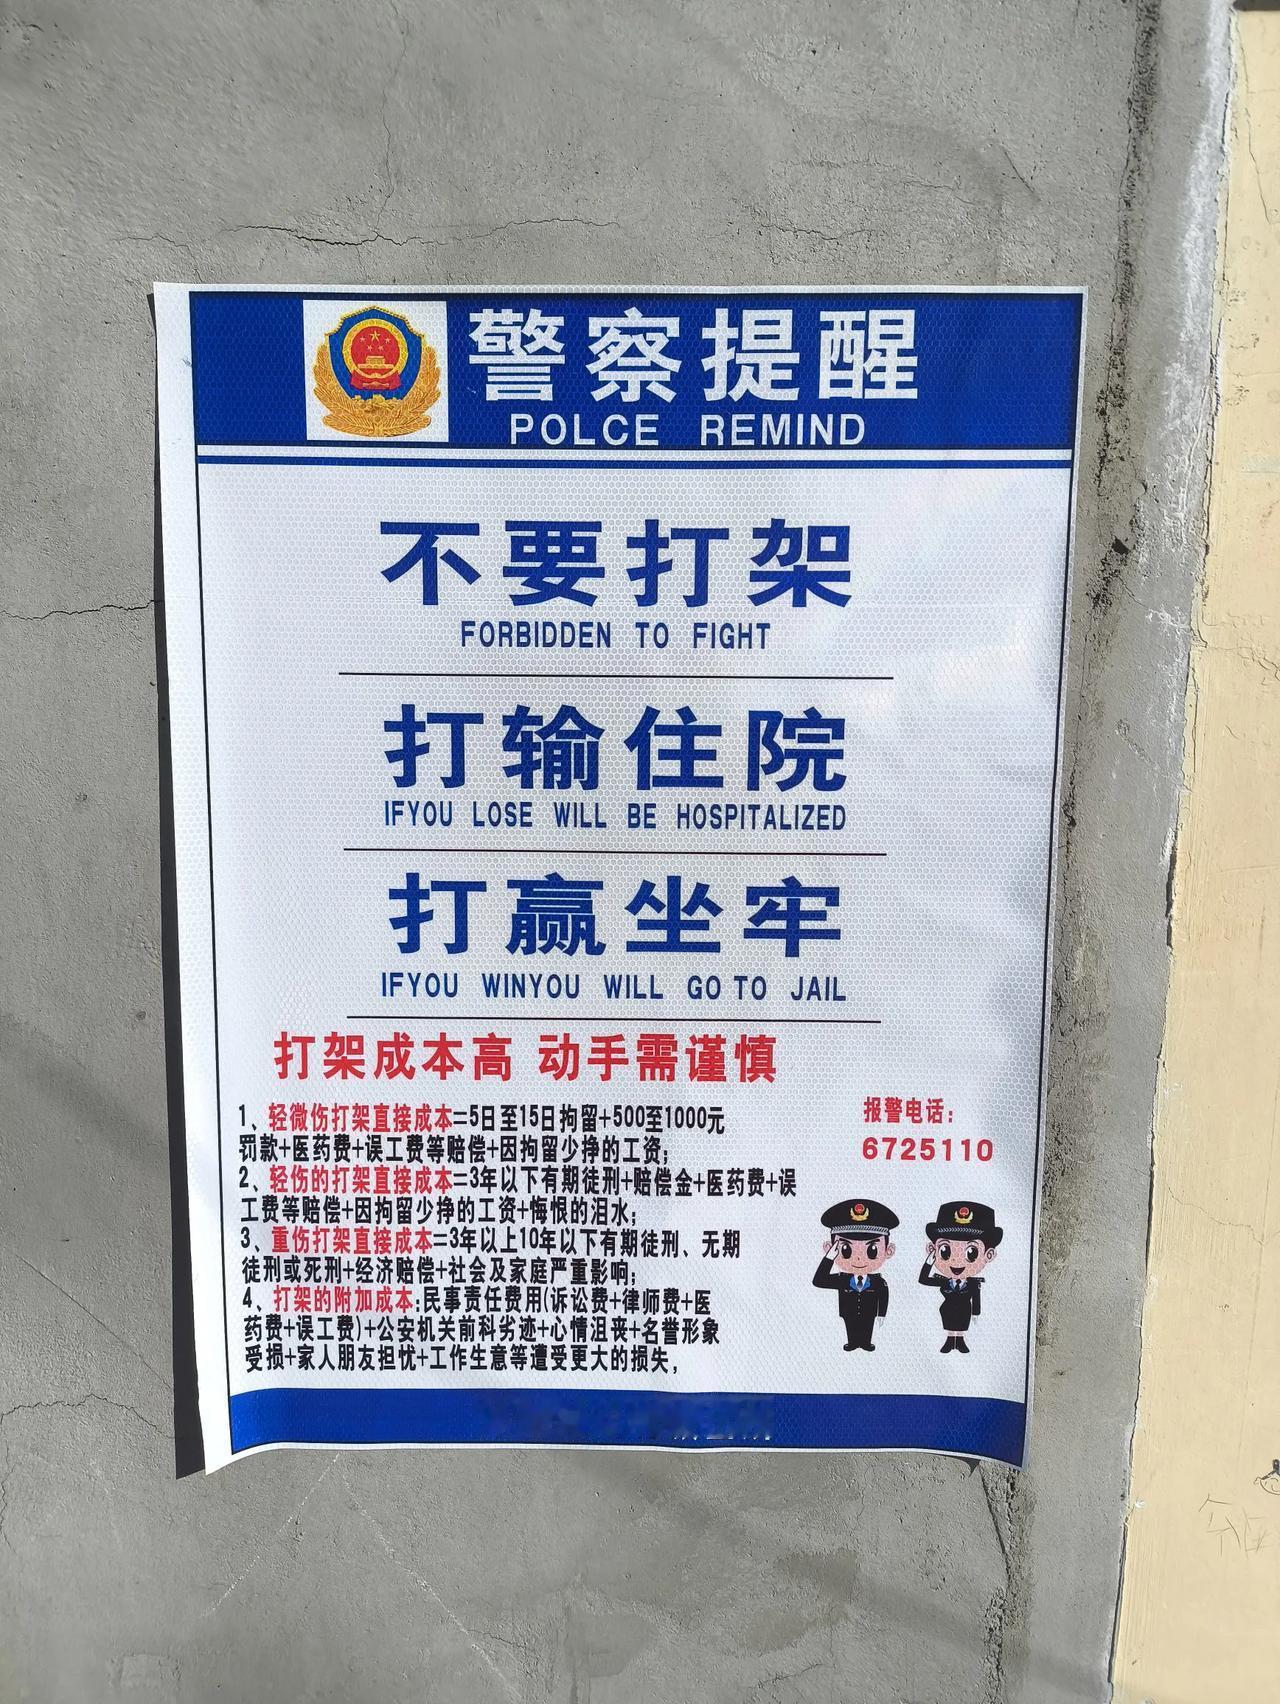 警察提醒
POLCE REMIND
不要打架
FORBIDDEN TO FIGHT
打输住院
IFYOU LOSE WILL BE HOSPITALIZED
打赢坐牢
IFYOU WINYOU WILL GO TO JAIL
打架成本高 动手需谨慎
1、轻微伤打架直接成本=5日至15日拘留+500至1000元
罚款+医药费+误工费等赔偿+因拘留少挣的工资;
2、轻伤的打架直接成本=3年以下有期徒刑+赔偿金+医药费+误
工费等赔偿+因拘留少挣的工资+悔恨的泪水;
3、重伤打架直接成本=3年以上10年以下有期徒刑、无期
徒刑或死刑+经济赔偿+社会及家庭严重影响;
4、打架的附加成本:民事责任费用(诉讼费+律师费+医
药费+误工费)+公安机关前科劣迹+心情沮丧+名誉形象
受损+家人朋友担忧+工作生意等遭受更大的损失,
报警电话:
6725110